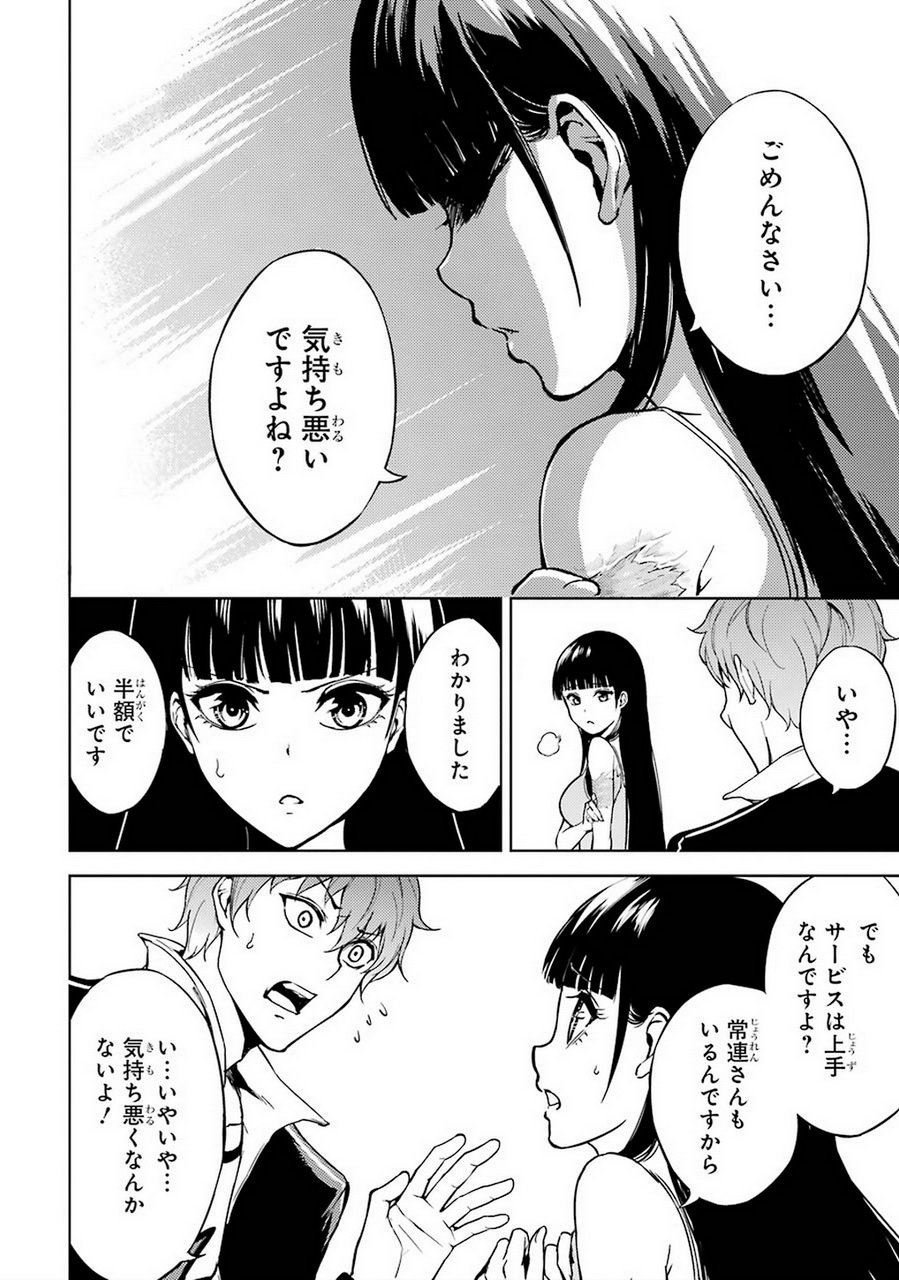 ごめんなさい…
気持ち悪い
ですよね?
いや…
わかりました
半額で
いいです
でも
サービスは上手
なんですよ?
常連さんも
いるんですから
い…いやいや…
気持ち悪くなんか
ないよ!